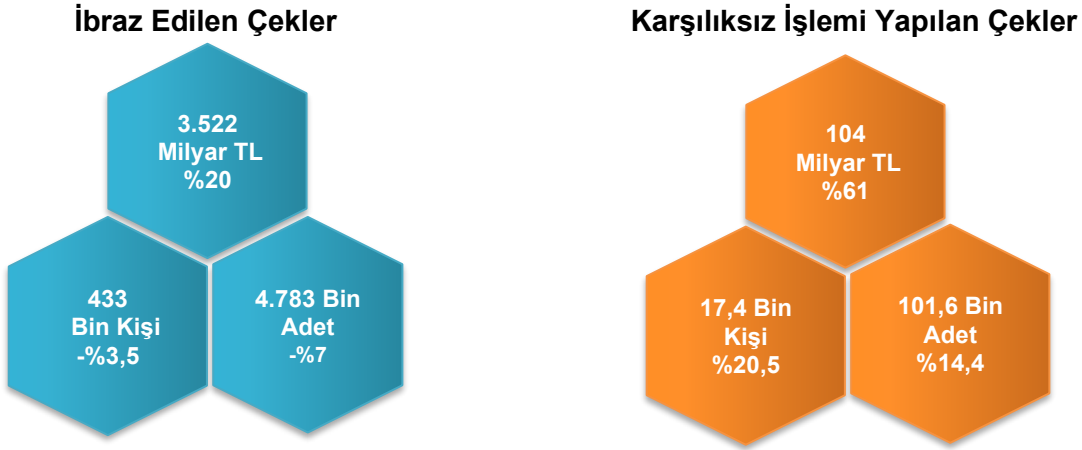 İbraz Edilen Çekler
3.522
Milyar TL
%20
433
Bin Kişi
-%3,5
4.783 Bin
Adet
-%7
Karşılıksız İşlemi Yapılan Çekler
104
Milyar TL
%61
17,4 Bin
Kişi
%20,5
101,6 Bin
Adet
%14,4